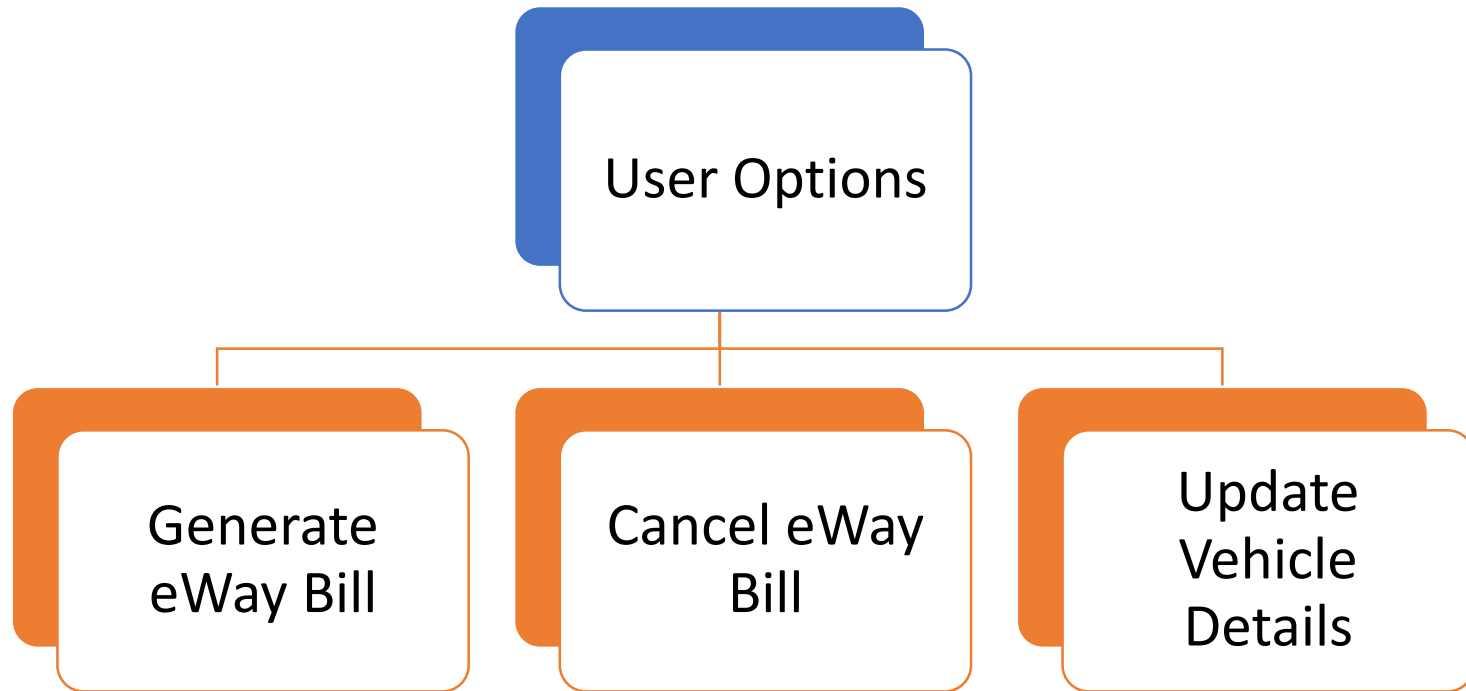 User Options
Generate
eWay Bill
Cancel eWay
Bill
Update
Vehicle
Details